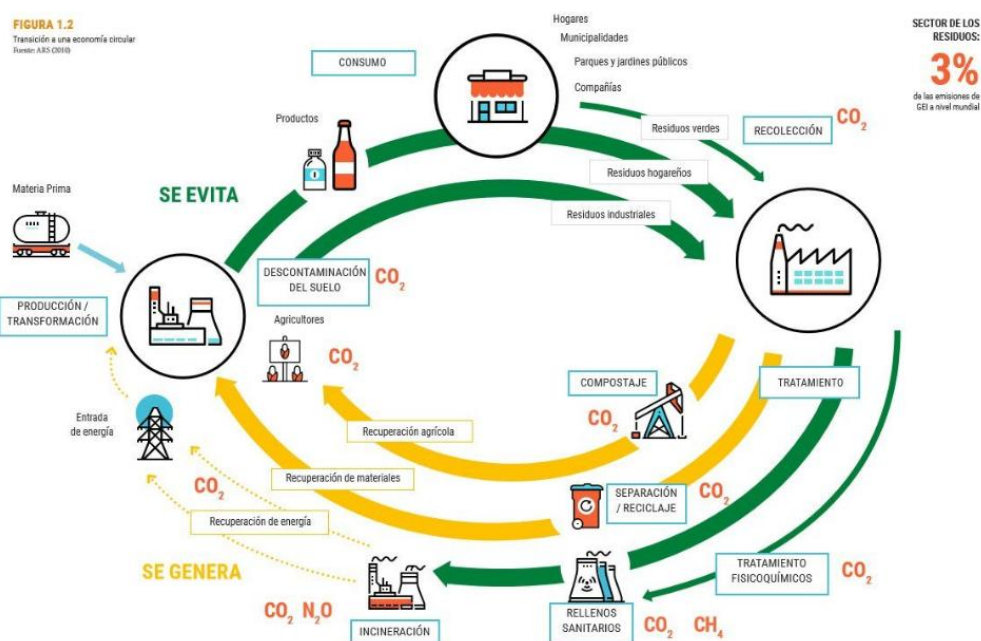 FIGURA 1.2
Transición a una economía circular
Fuente: ARS (2018)
SECTOR DE LOS
RESIDUOS:
3%
de las emisiones de
GEI a nivel mundial
Hogares
Municipalidades
Parques y jardines públicos
Compañías
CONSUMO
Productos
Residuos verdes
RECOLECCIÓN
CO2
Residuos hogareños
Residuos industriales
SE EVITA
Materia Prima
PRODUCCIÓN /
TRANSFORMACIÓN
DESCONTAMINACIÓN
DEL SUELO
CO2
Agricultores
CO2
COMPOSTAJE
CO2
TRATAMIENTO
Entrada
de energía
Recuperación agrícola
Recuperación de materiales
SEPARACIÓN
/ RECICLAJE
CO2
CO2
Recuperación de energía
SE GENERA
TRATAMIENTO
FISICOQUÍMICOS
CO2
CO2 N2O
INCINERACIÓN
RELLENOS
SANITARIOS
CO2 CH4